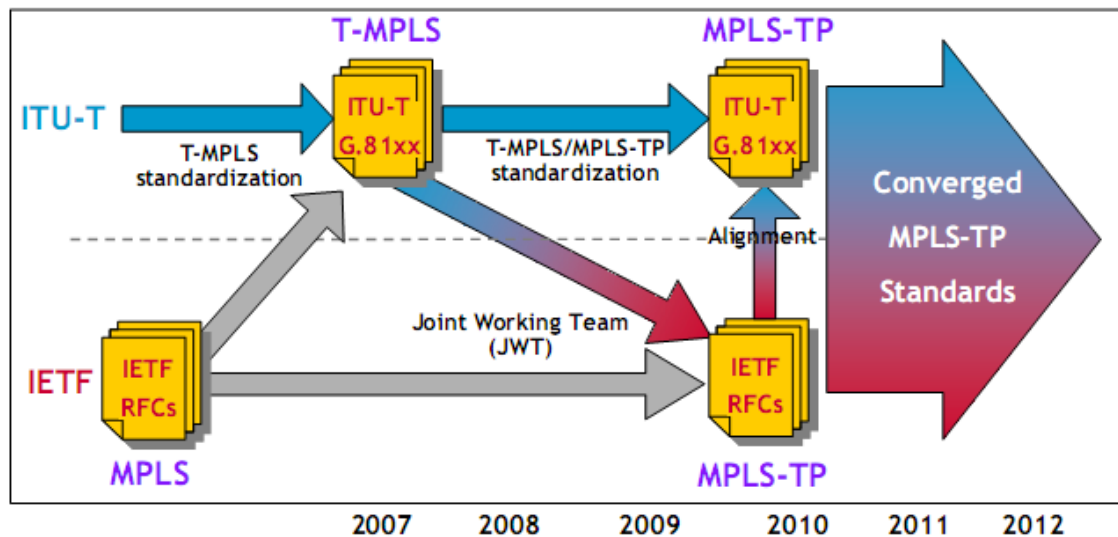 T-MPLS
MPLS-TP
ITU-T
ITU-T
G.81xx
ITU-T
G.81xx
T-MPLS
standardization
T-MPLS/MPLS-TP
standardization
Converged
MPLS-TP
Standards
Alignment
Joint Working Team
(JWT)
IETF
IETF
RFCs
IETF
RFCs
MPLS
MPLS-TP
2007 2008 2009 2010 2011 2012